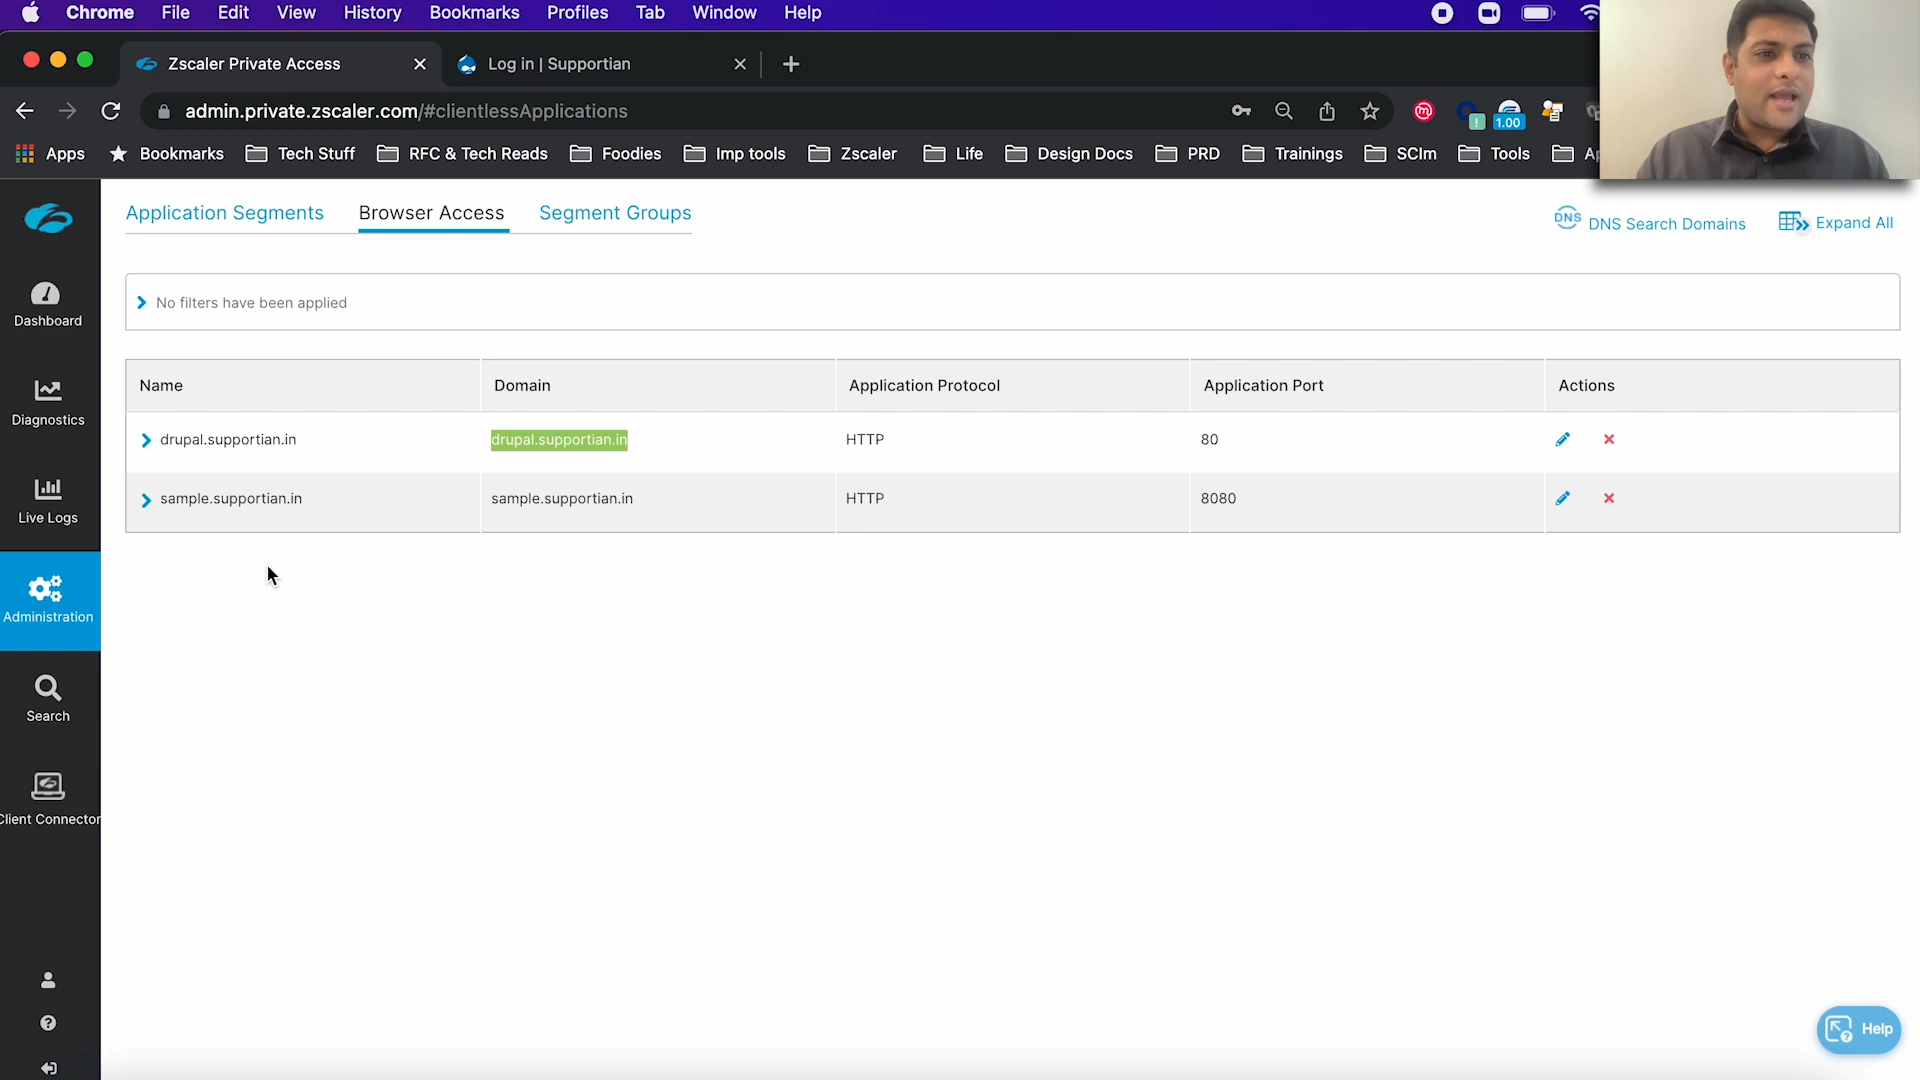 Chrome File Edit View History Bookmarks Profiles Tab Window Help
Zscaler Private Access
Log in | Supportian
admin.private.zscaler.com/#clientlessApplications
1.00
Apps Bookmarks Tech Stuff RFC & Tech Reads Foodies Imp tools Zscaler Life Design Docs PRD Trainings SCIm Tools
Application Segments Browser Access Segment Groups
DNS DNS Search Domains Expand All
No filters have been applied
Name Domain Application Protocol Application Port Actions
drupal.supportian.in drupal.supportian.in HTTP 80
sample.supportian.in sample.supportian.in HTTP 8080
Dashboard
Diagnostics
Live Logs
Administration
Search
Client Connector
Help